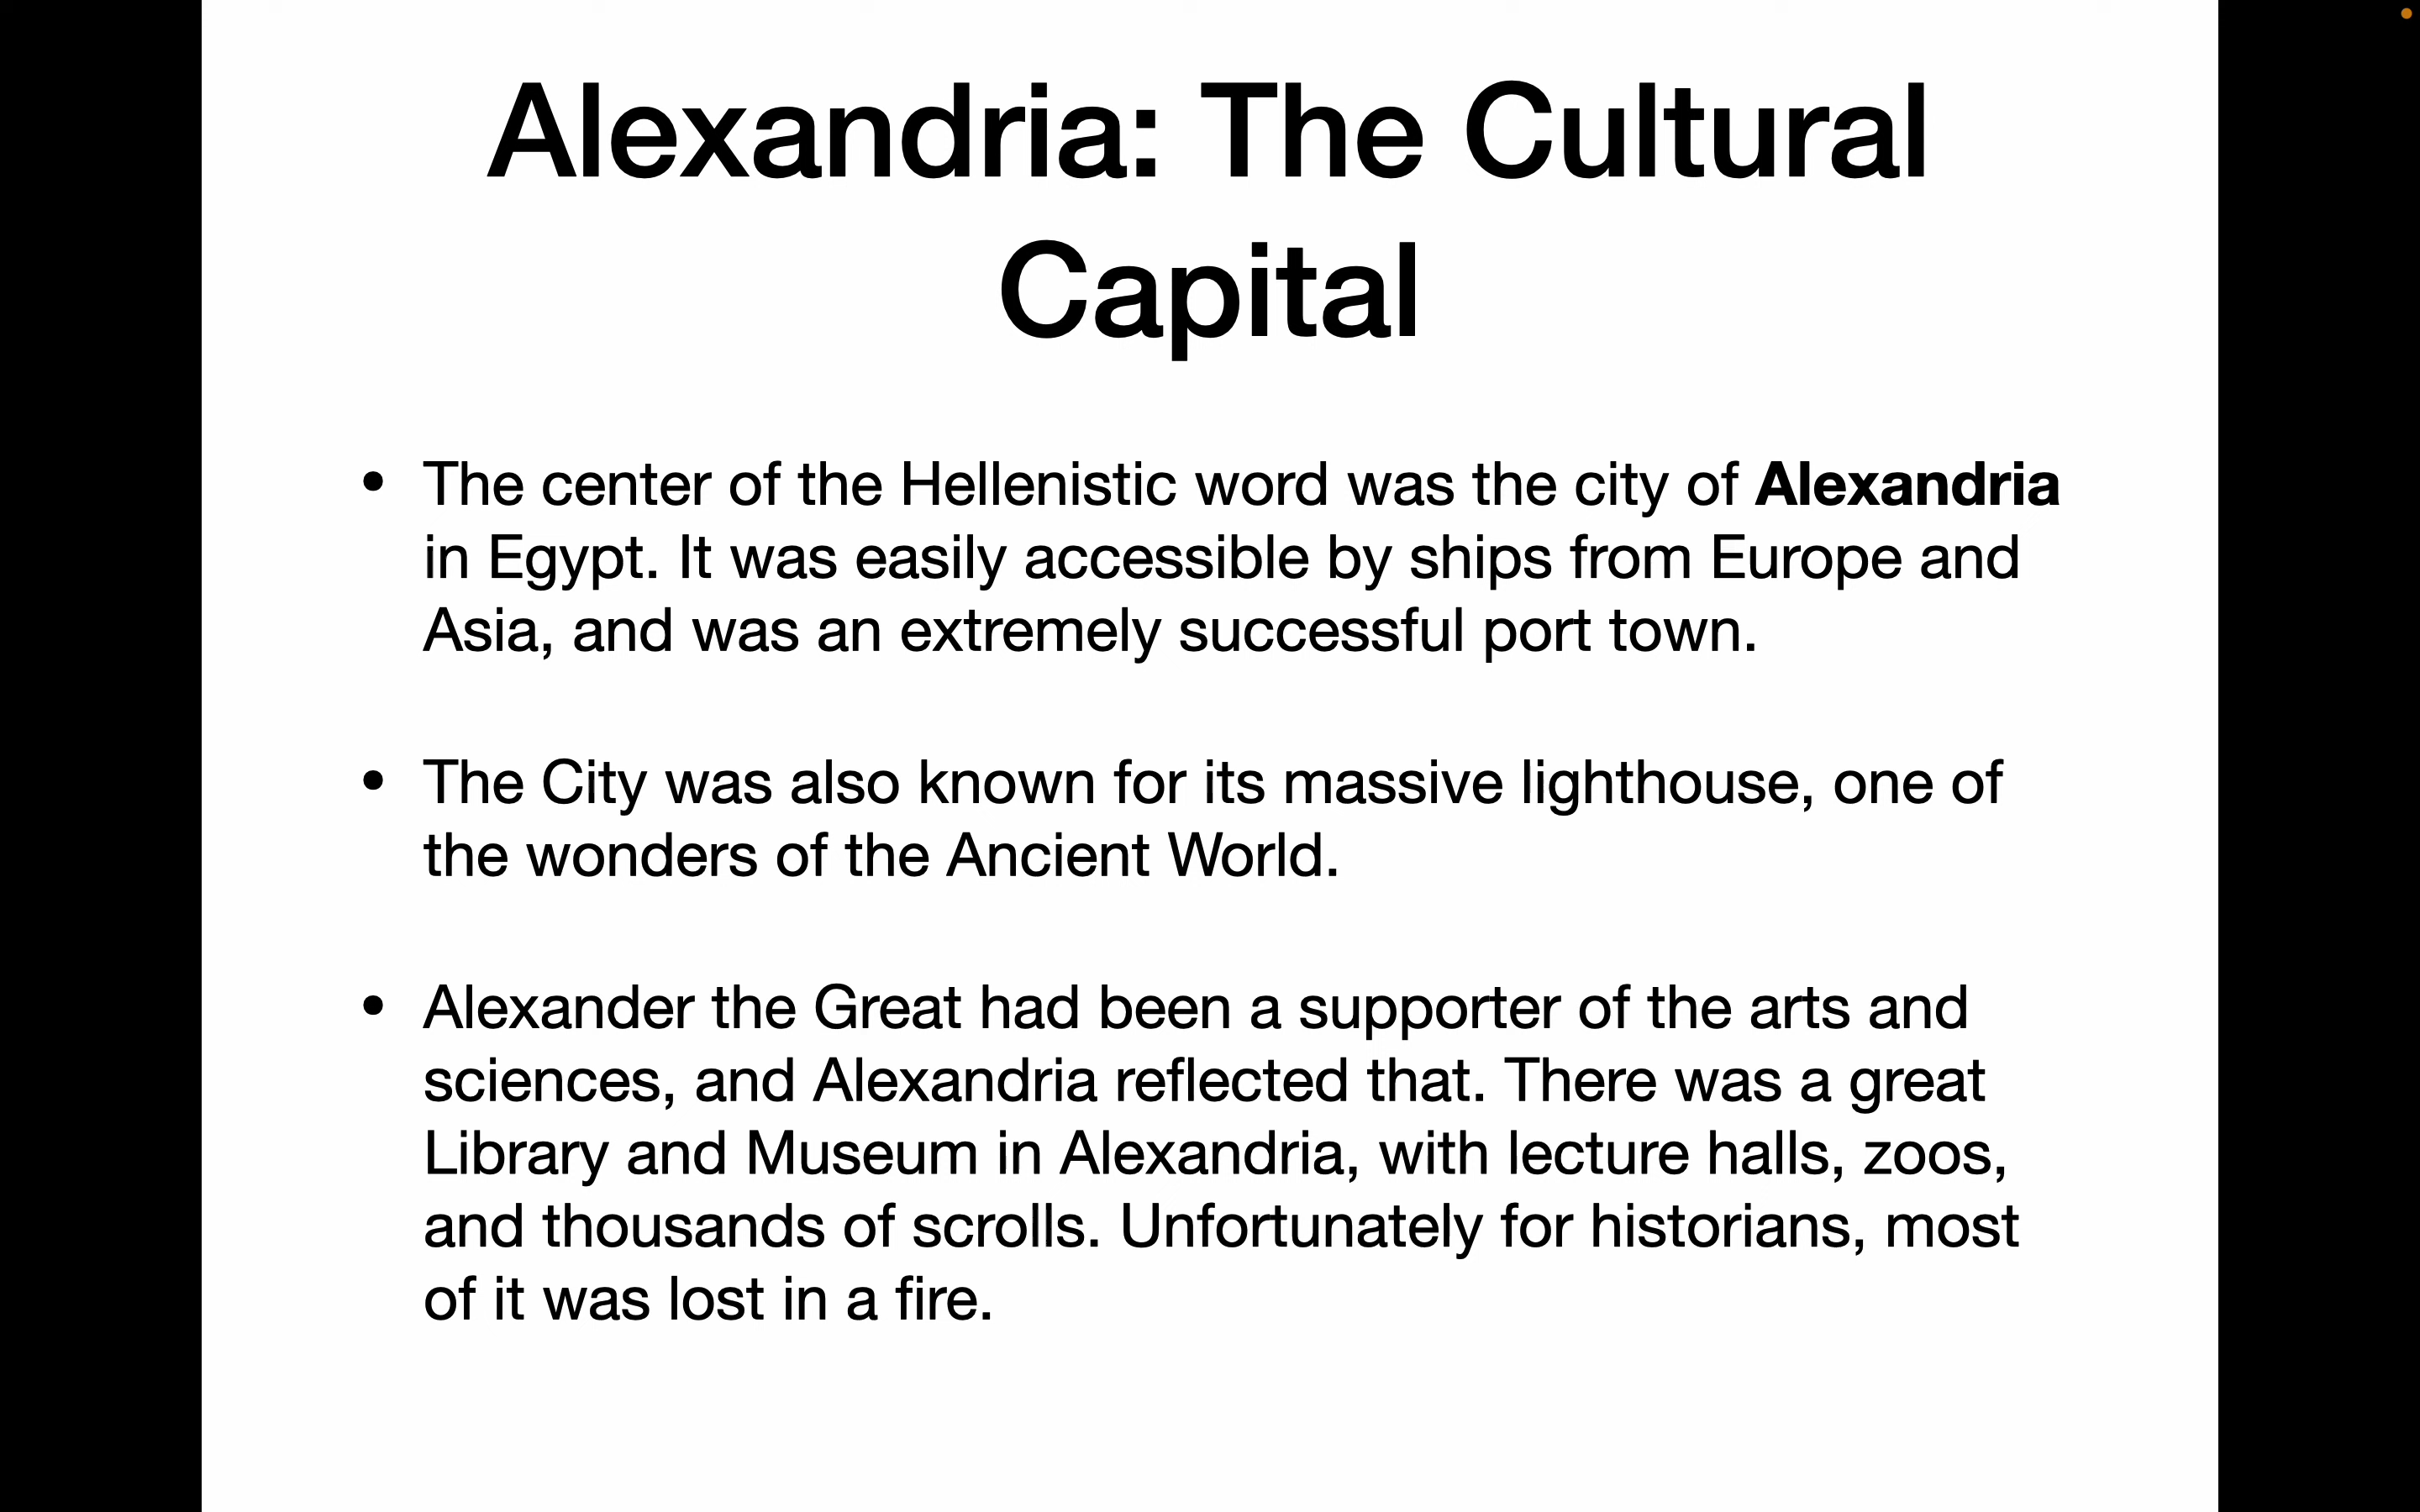 Alexandria: The Cultural
Capital
• The center of the Hellenistic word was the city of Alexandria
in Egypt. It was easily accessible by ships from Europe and
Asia, and was an extremely successful port town.
• The City was also known for its massive lighthouse, one of
the wonders of the Ancient World.
• Alexander the Great had been a supporter of the arts and
sciences, and Alexandria reflected that. There was a great
Library and Museum in Alexandria, with lecture halls, zoos,
and thousands of scrolls. Unfortunately for historians, most
of it was lost in a fire.